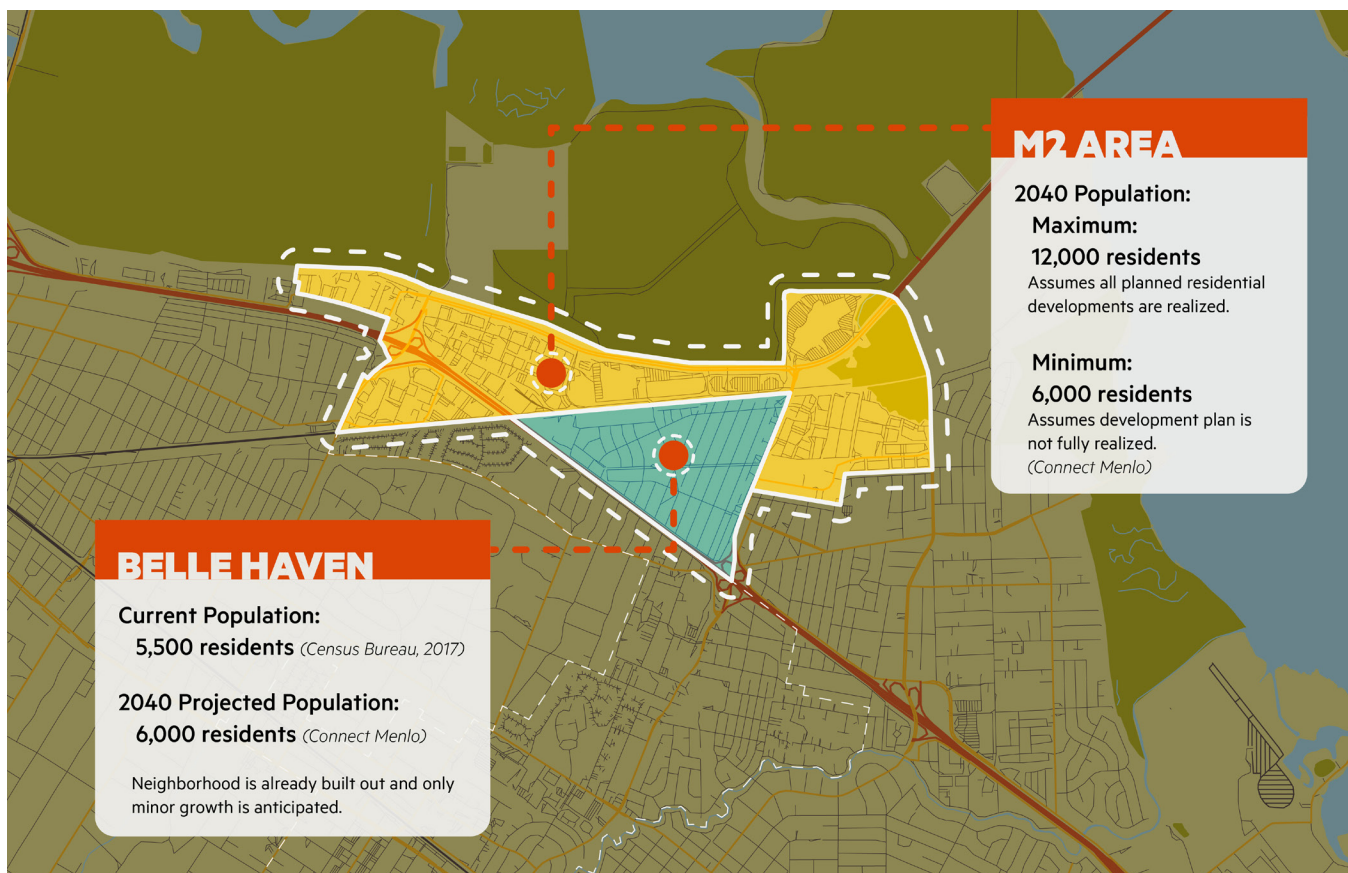 M2 AREA
2040 Population:
Maximum:
12,000 residents
Assumes all planned residential
developments are realized.
Minimum:
6,000 residents
Assumes development plan is
not fully realized.
(Connect Menlo)
BELLE HAVEN
Current Population:
5,500 residents (Census Bureau, 2017)
2040 Projected Population:
6,000 residents (Connect Menlo)
Neighborhood is already built out and only
minor growth is anticipated.